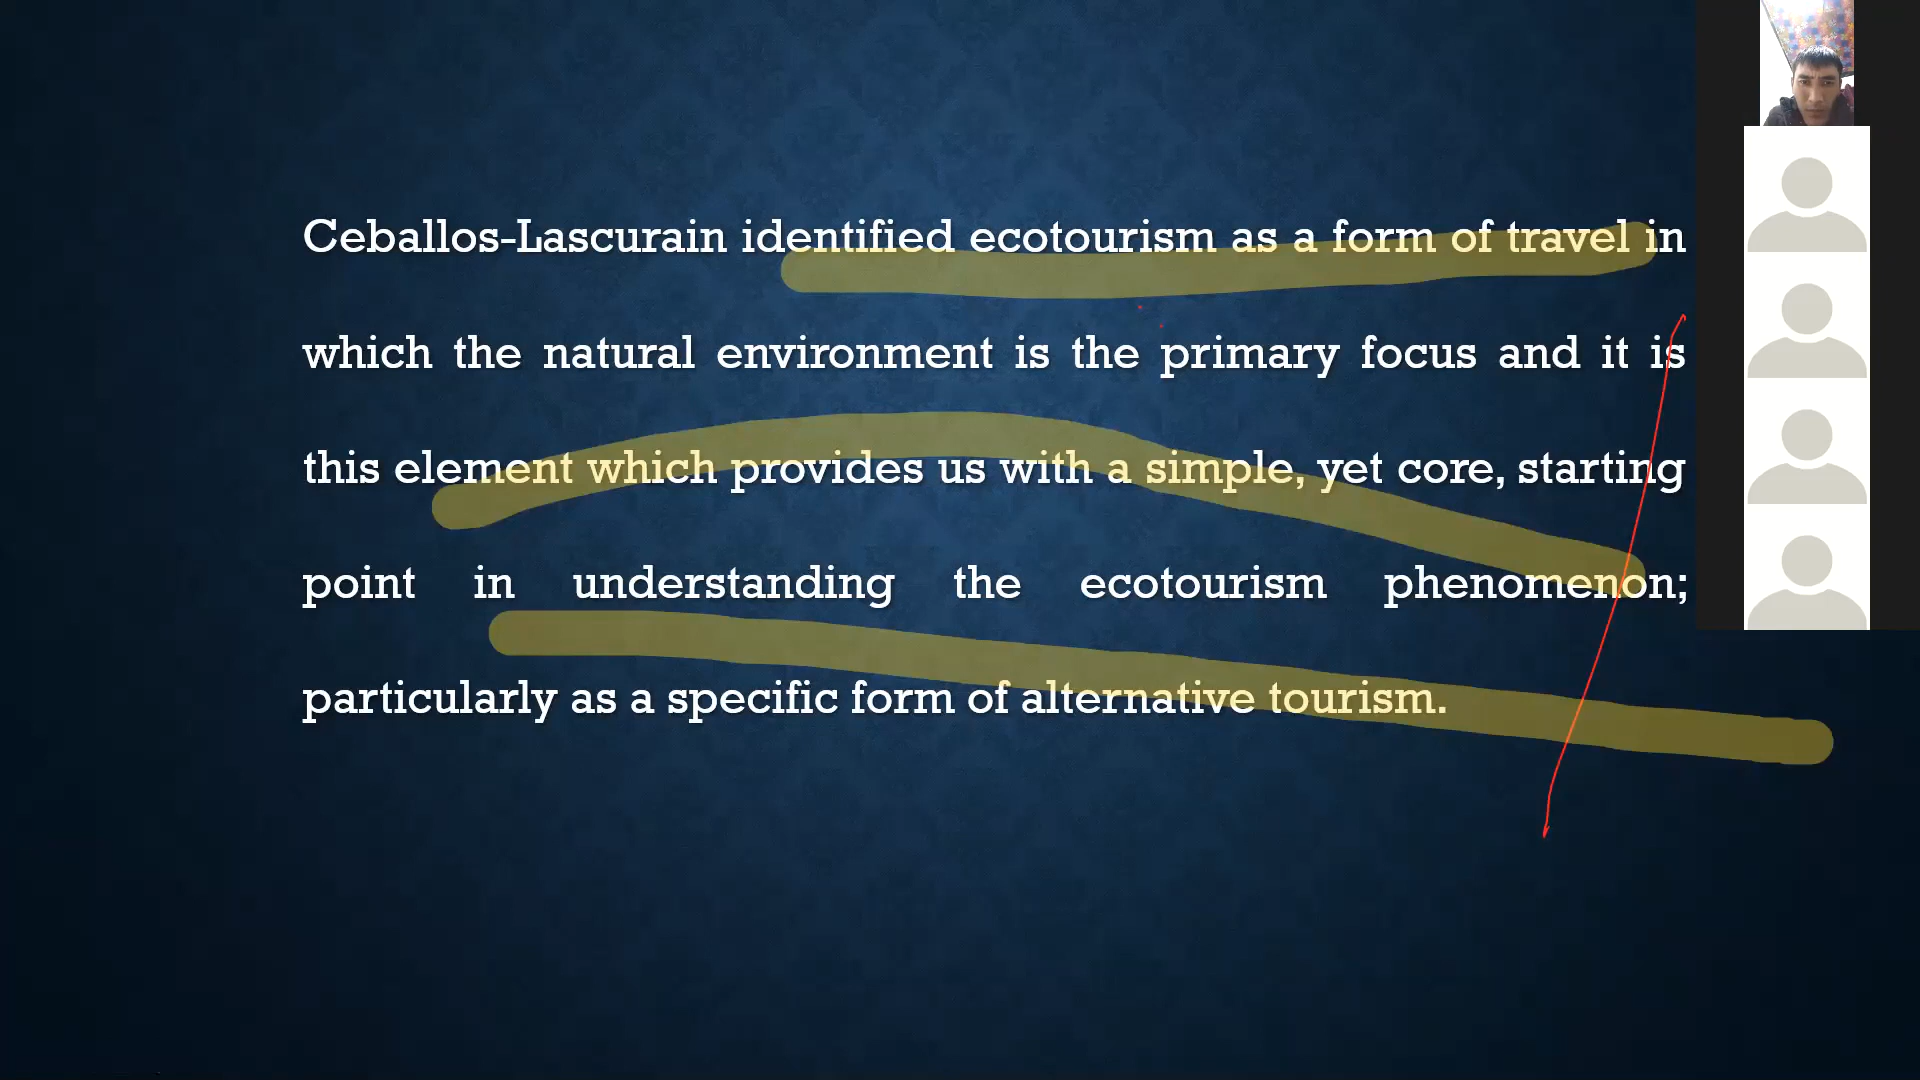 Ceballos-Lascurain identified ecotourism as a form of travel in
which the natural environment is the primary focus and it is
this element which provides us with a simple, yet core, starting
point in understanding the ecotourism phenomenon;
particularly as a specific form of alternative tourism.